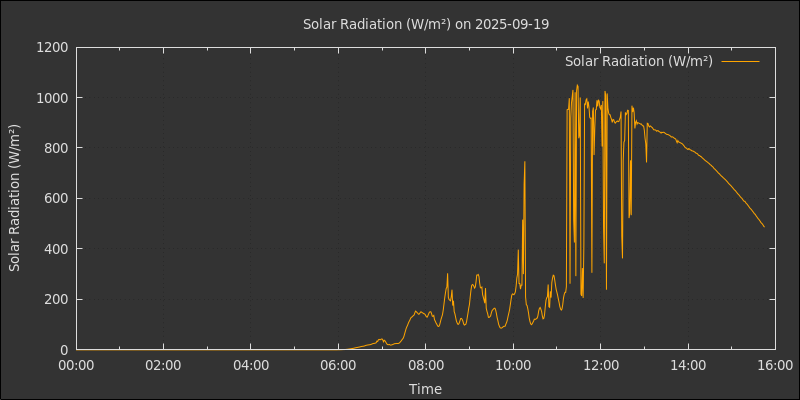 Solar Radiation (W/m²) on 2025-09-19
Solar Radiation (W/m²)
Solar Radiation (W/m²)
1200
1000
800
600
400
200
0
00:00 02:00 04:00 06:00 08:00 10:00 12:00 14:00 16:00
Time